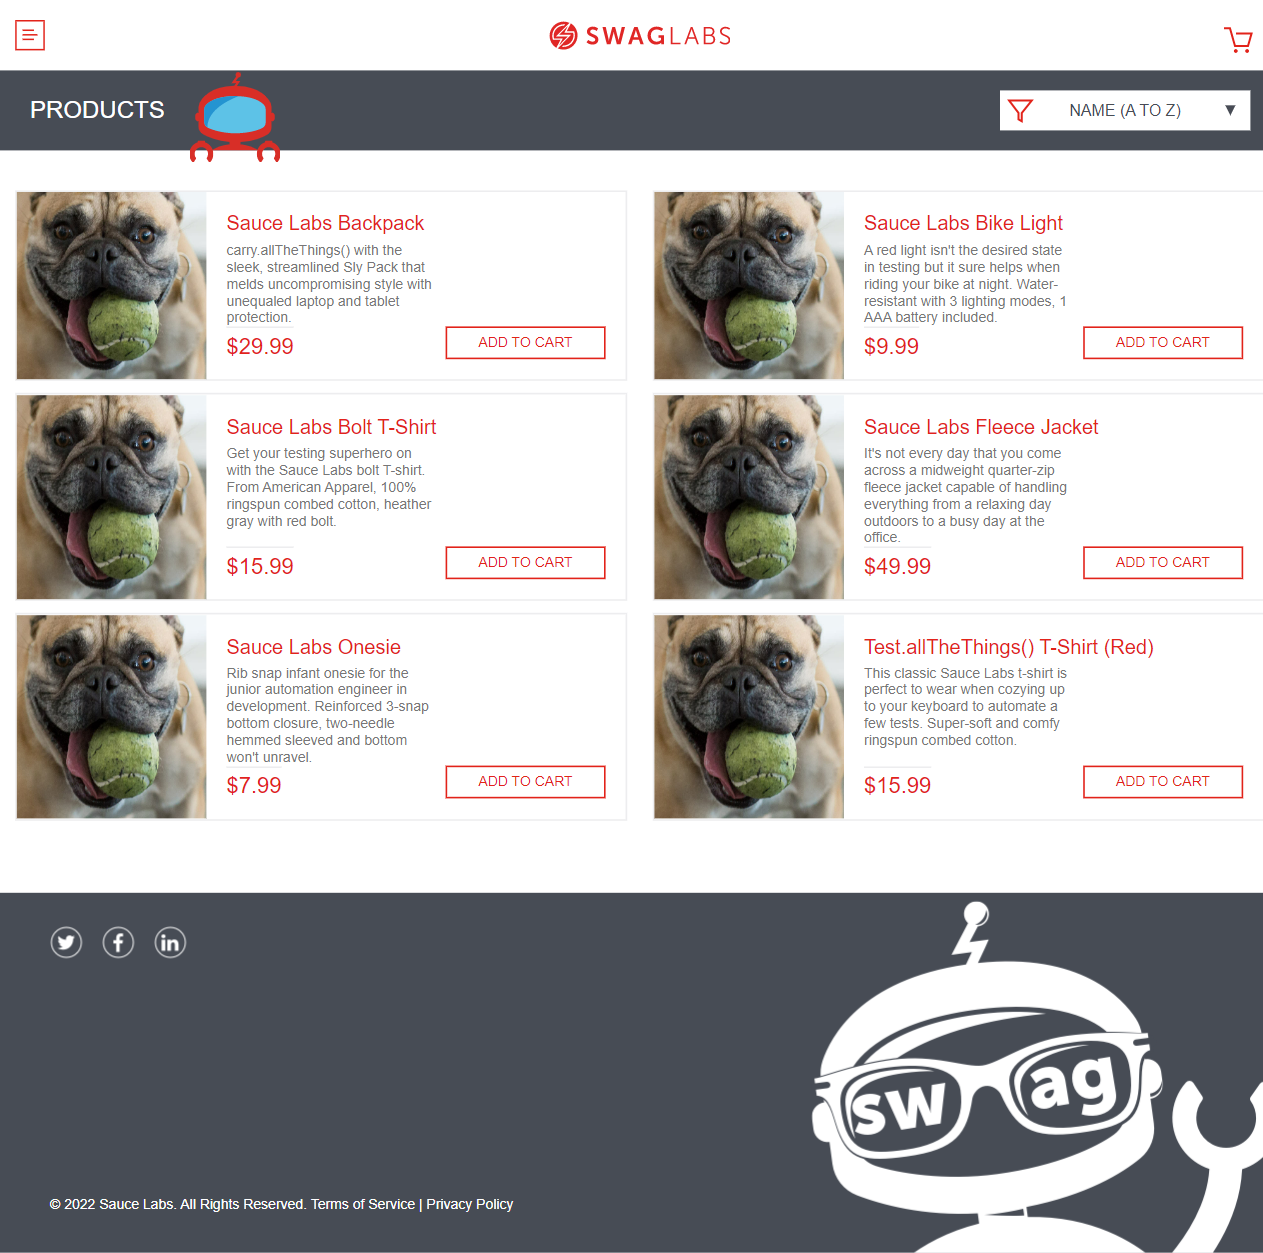 SWAGLABS
PRODUCTS
NAME (A TO Z)
Sauce Labs Backpack
carry.allTheThings() with the
sleek, streamlined Sly Pack that
melds uncompromising style with
unequaled laptop and tablet
protection.
$29.99
ADD TO CART
Sauce Labs Bike Light
A red light isn't the desired state
in testing but it sure helps when
riding your bike at night. Water-
resistant with 3 lighting modes, 1
AAA battery included.
$9.99
ADD TO CART
Sauce Labs Bolt T-Shirt
Get your testing superhero on
with the Sauce Labs bolt T-shirt.
From American Apparel, 100%
ringspun combed cotton, heather
gray with red bolt.
$15.99
ADD TO CART
Sauce Labs Fleece Jacket
It's not every day that you come
across a midweight quarter-zip
fleece jacket capable of handling
everything from a relaxing day
outdoors to a busy day at the
office.
$49.99
ADD TO CART
Sauce Labs Onesie
Rib snap infant onesie for the
junior automation engineer in
development. Reinforced 3-snap
bottom closure, two-needle
hemmed sleeved and bottom
won't unravel.
$7.99
ADD TO CART
Test.allTheThings() T-Shirt (Red)
This classic Sauce Labs t-shirt is
perfect to wear when cozying up
to your keyboard to automate a
few tests. Super-soft and comfy
ringspun combed cotton.
$15.99
ADD TO CART
sw ag
© 2022 Sauce Labs. All Rights Reserved. Terms of Service | Privacy Policy